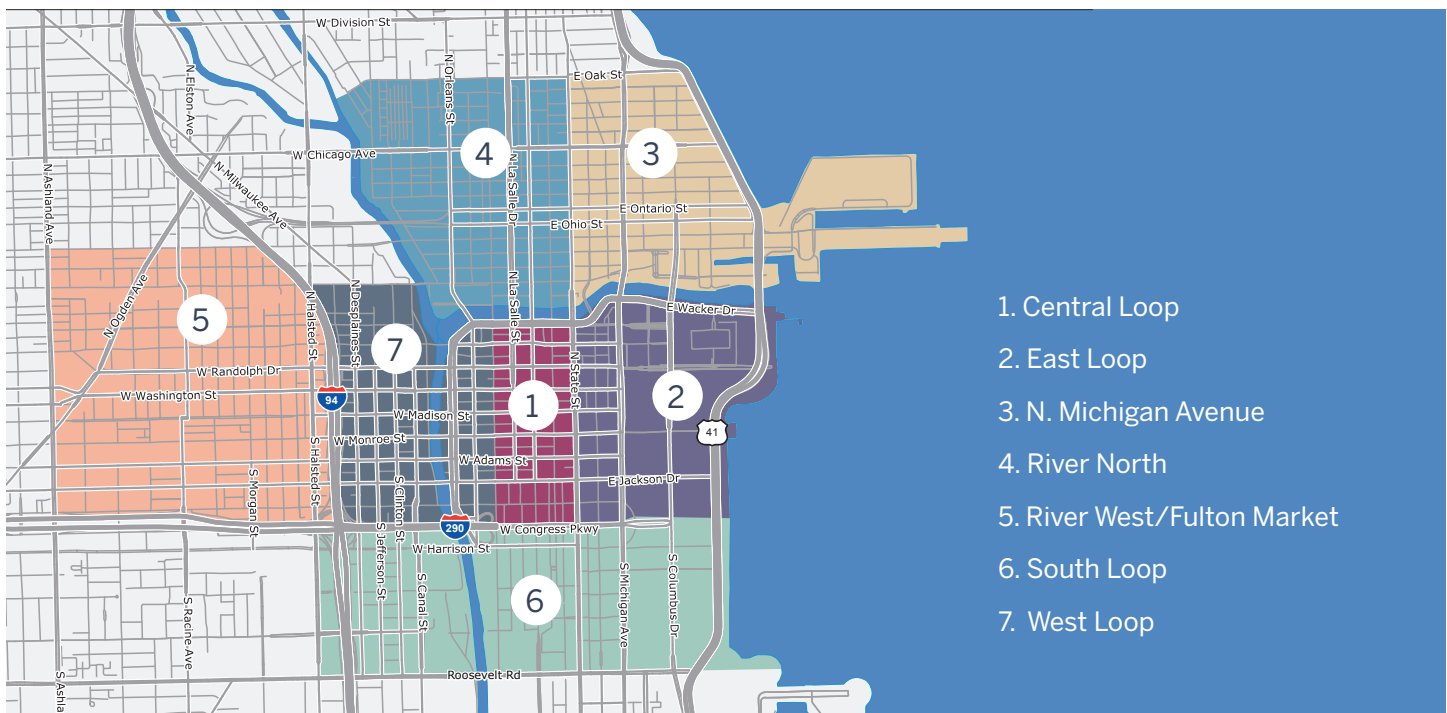 W Division St
E Oak St
N Orleans St
N Elston Ave
4
3
W Chicago Ave
N La Salle Dr
N Ashland Ave
N Milwaukee Ave
E Ontario St
E Ohio St
N Ogden Ave
N Halsted St
N Desplaines St
N La Salle St
E Wacker Dr
5
7
N State St
W Randolph Dr
W Washington St
94
1
2
W Madison St
41
W Monroe St
S Halsted St
W Adams St
E Jackson Dr
S Morgan St
S Clinton St
290
W Congress Pkwy
S Jefferson St
W Harrison St
S Canal St
6
S Michigan Ave
S Columbus Dr
S Racine Ave
Roosevelt Rd
S Ashla
1. Central Loop
2. East Loop
3. N. Michigan Avenue
4. River North
5. River West/Fulton Market
6. South Loop
7. West Loop